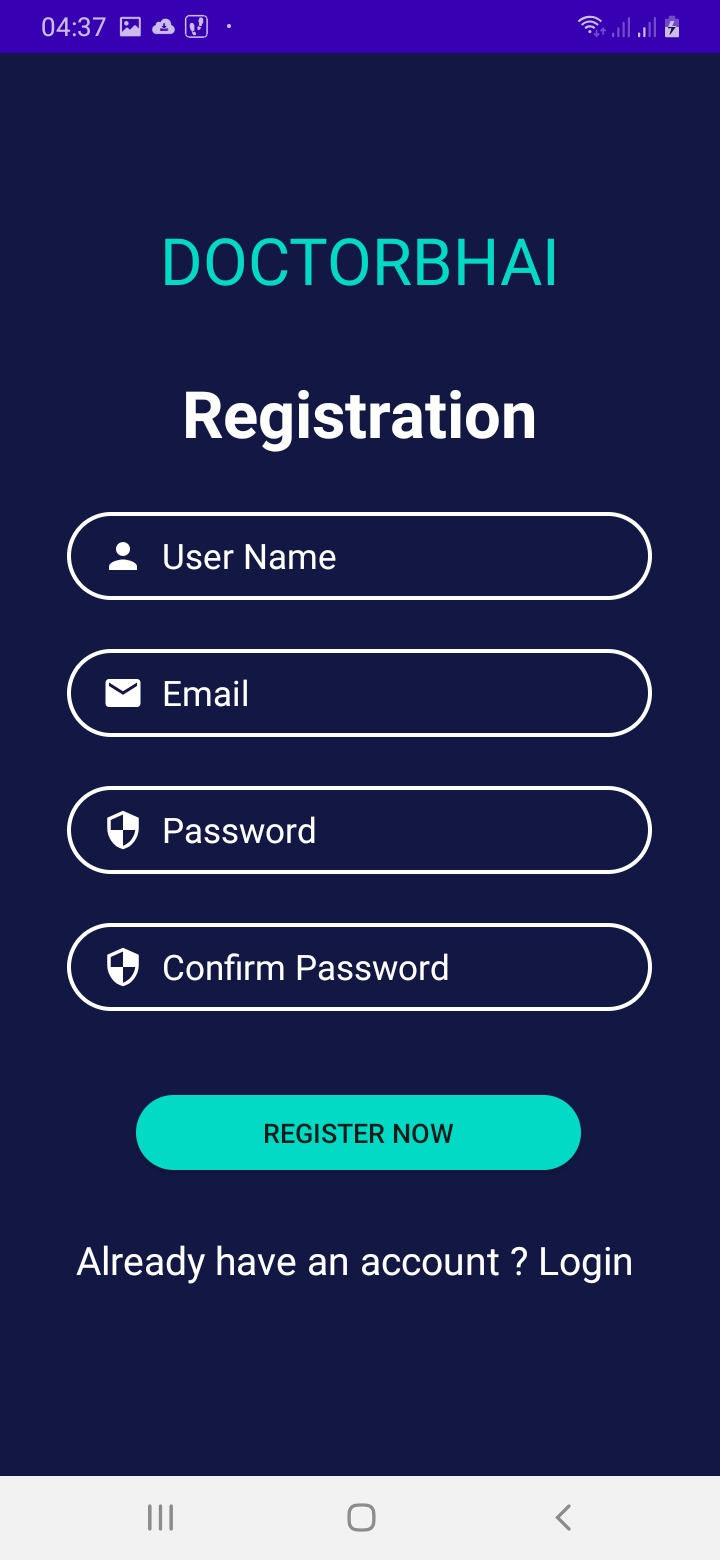 04:37
DOCTORBHAI
Registration
User Name
Email
Password
Confirm Password
REGISTER NOW
Already have an account ? Login